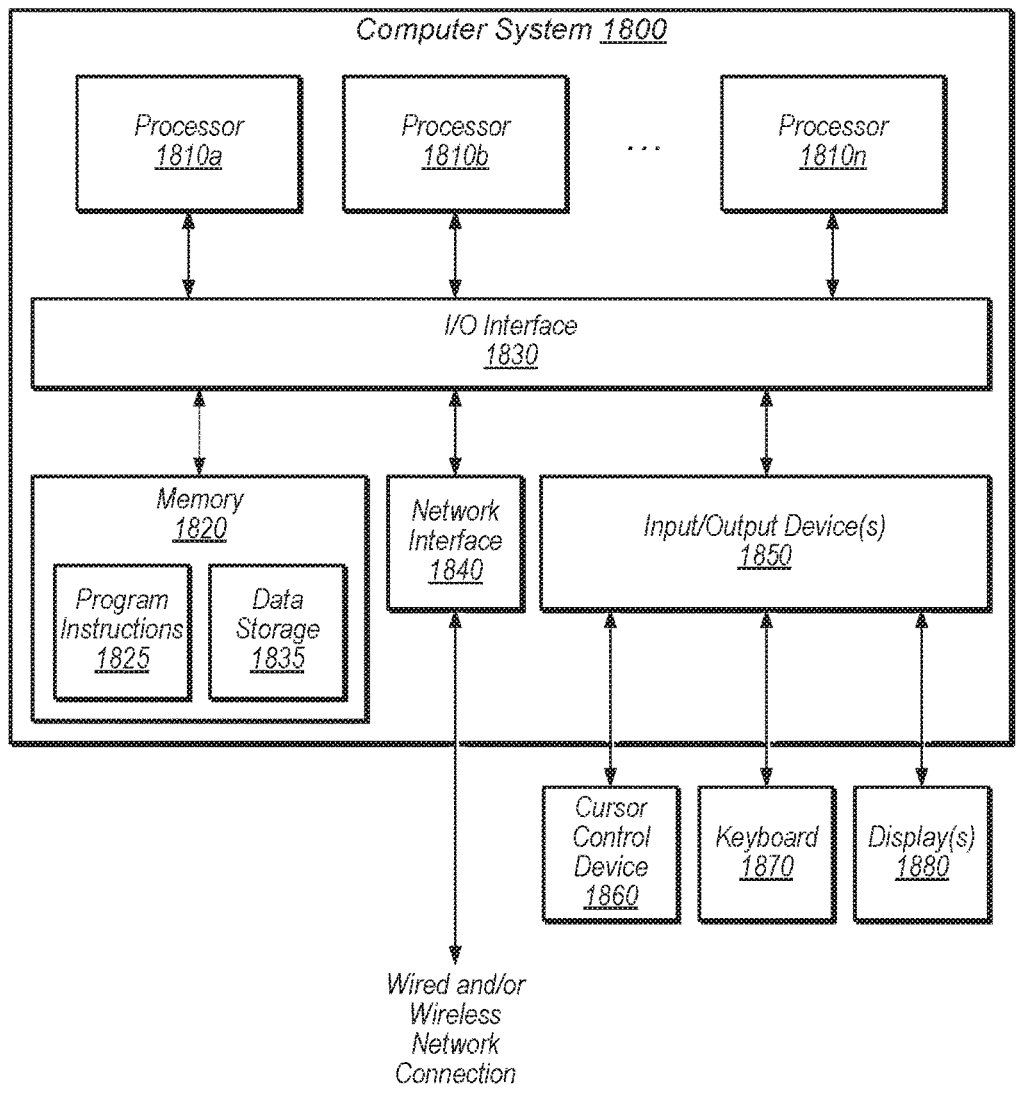 Computer System 1800
Processor
1810a
Processor
1810b
...
Processor
1810n
I/O Interface
1830
Memory
1820
Program
Instructions
1825
Data
Storage
1835
Network
Interface
1840
Input/Output Device(s)
1850
Cursor
Control
Device
1860
Keyboard
1870
Display(s)
1880
Wired and/or
Wireless
Network
Connection